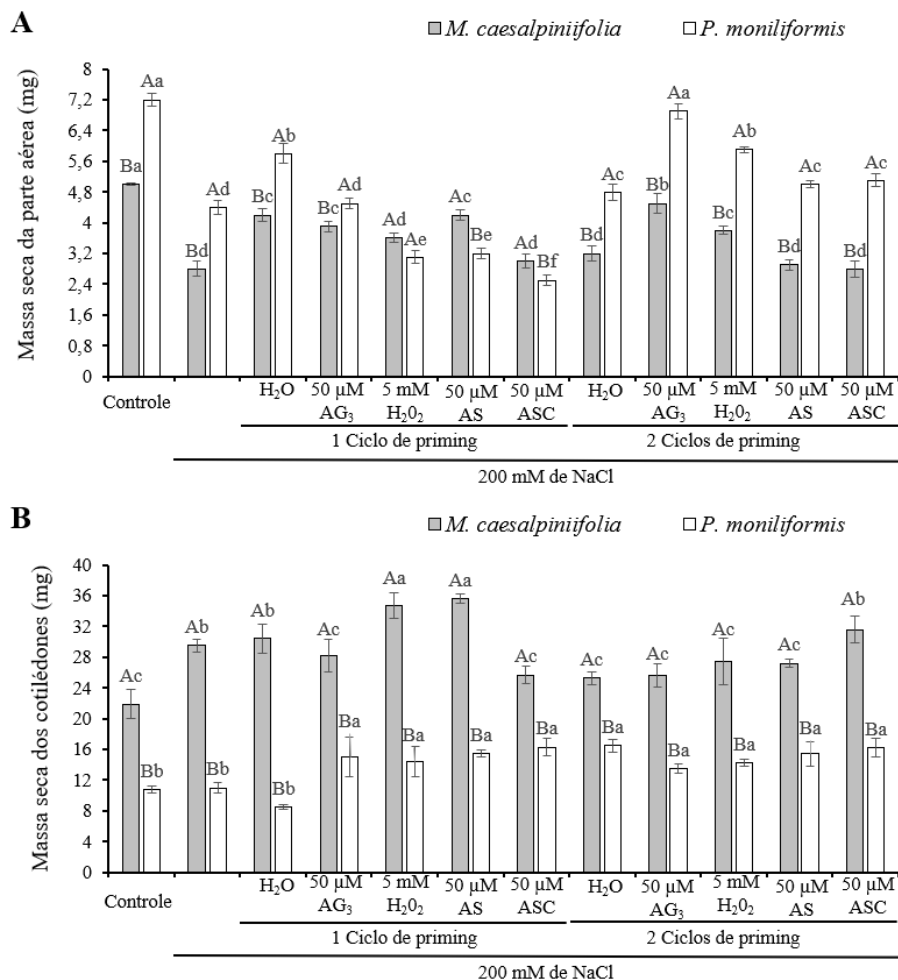 A
M. caesalpiniifolia P. moniliformis
Massa seca da parte aérea (mg)
8
7,2
6,4
5,6
4,8
4
3,2
2,4
1,6
0,8
0
Ba Aa Bd Ad Bc Ab Bc Ad Ad Ae Ac Be Ad Bf Bd Ac Bb Aa Bc Ab Bd Ac Bd Ac
Controle H₂O 50 µM 5 mM 50 µM 50 µM H₂O 50 µM 5 mM 50 µM 50 µM
AG₃ H₂0₂ AS ASC AG₃ H₂0₂ AS ASC
1 Ciclo de priming 2 Ciclos de priming
200 mM de NaCl
B
M. caesalpiniifolia P. moniliformis
Massa seca dos cotilédones (mg)
40
36
32
28
24
20
16
12
8
4
0
Ac Bb Ab Bb Ab Bb Ac Ba Aa Ba Aa Ba Ac Ba Ac Ba Ac Ba Ac Ba Ac Ba Ab Ba
Controle H₂O 50 µM 5 mM 50 µM 50 µM H₂O 50 µM 5 mM 50 µM 50 µM
AG₃ H₂0₂ AS ASC AG₃ H₂0₂ AS ASC
1 Ciclo de priming 2 Ciclos de priming
200 mM de NaCl